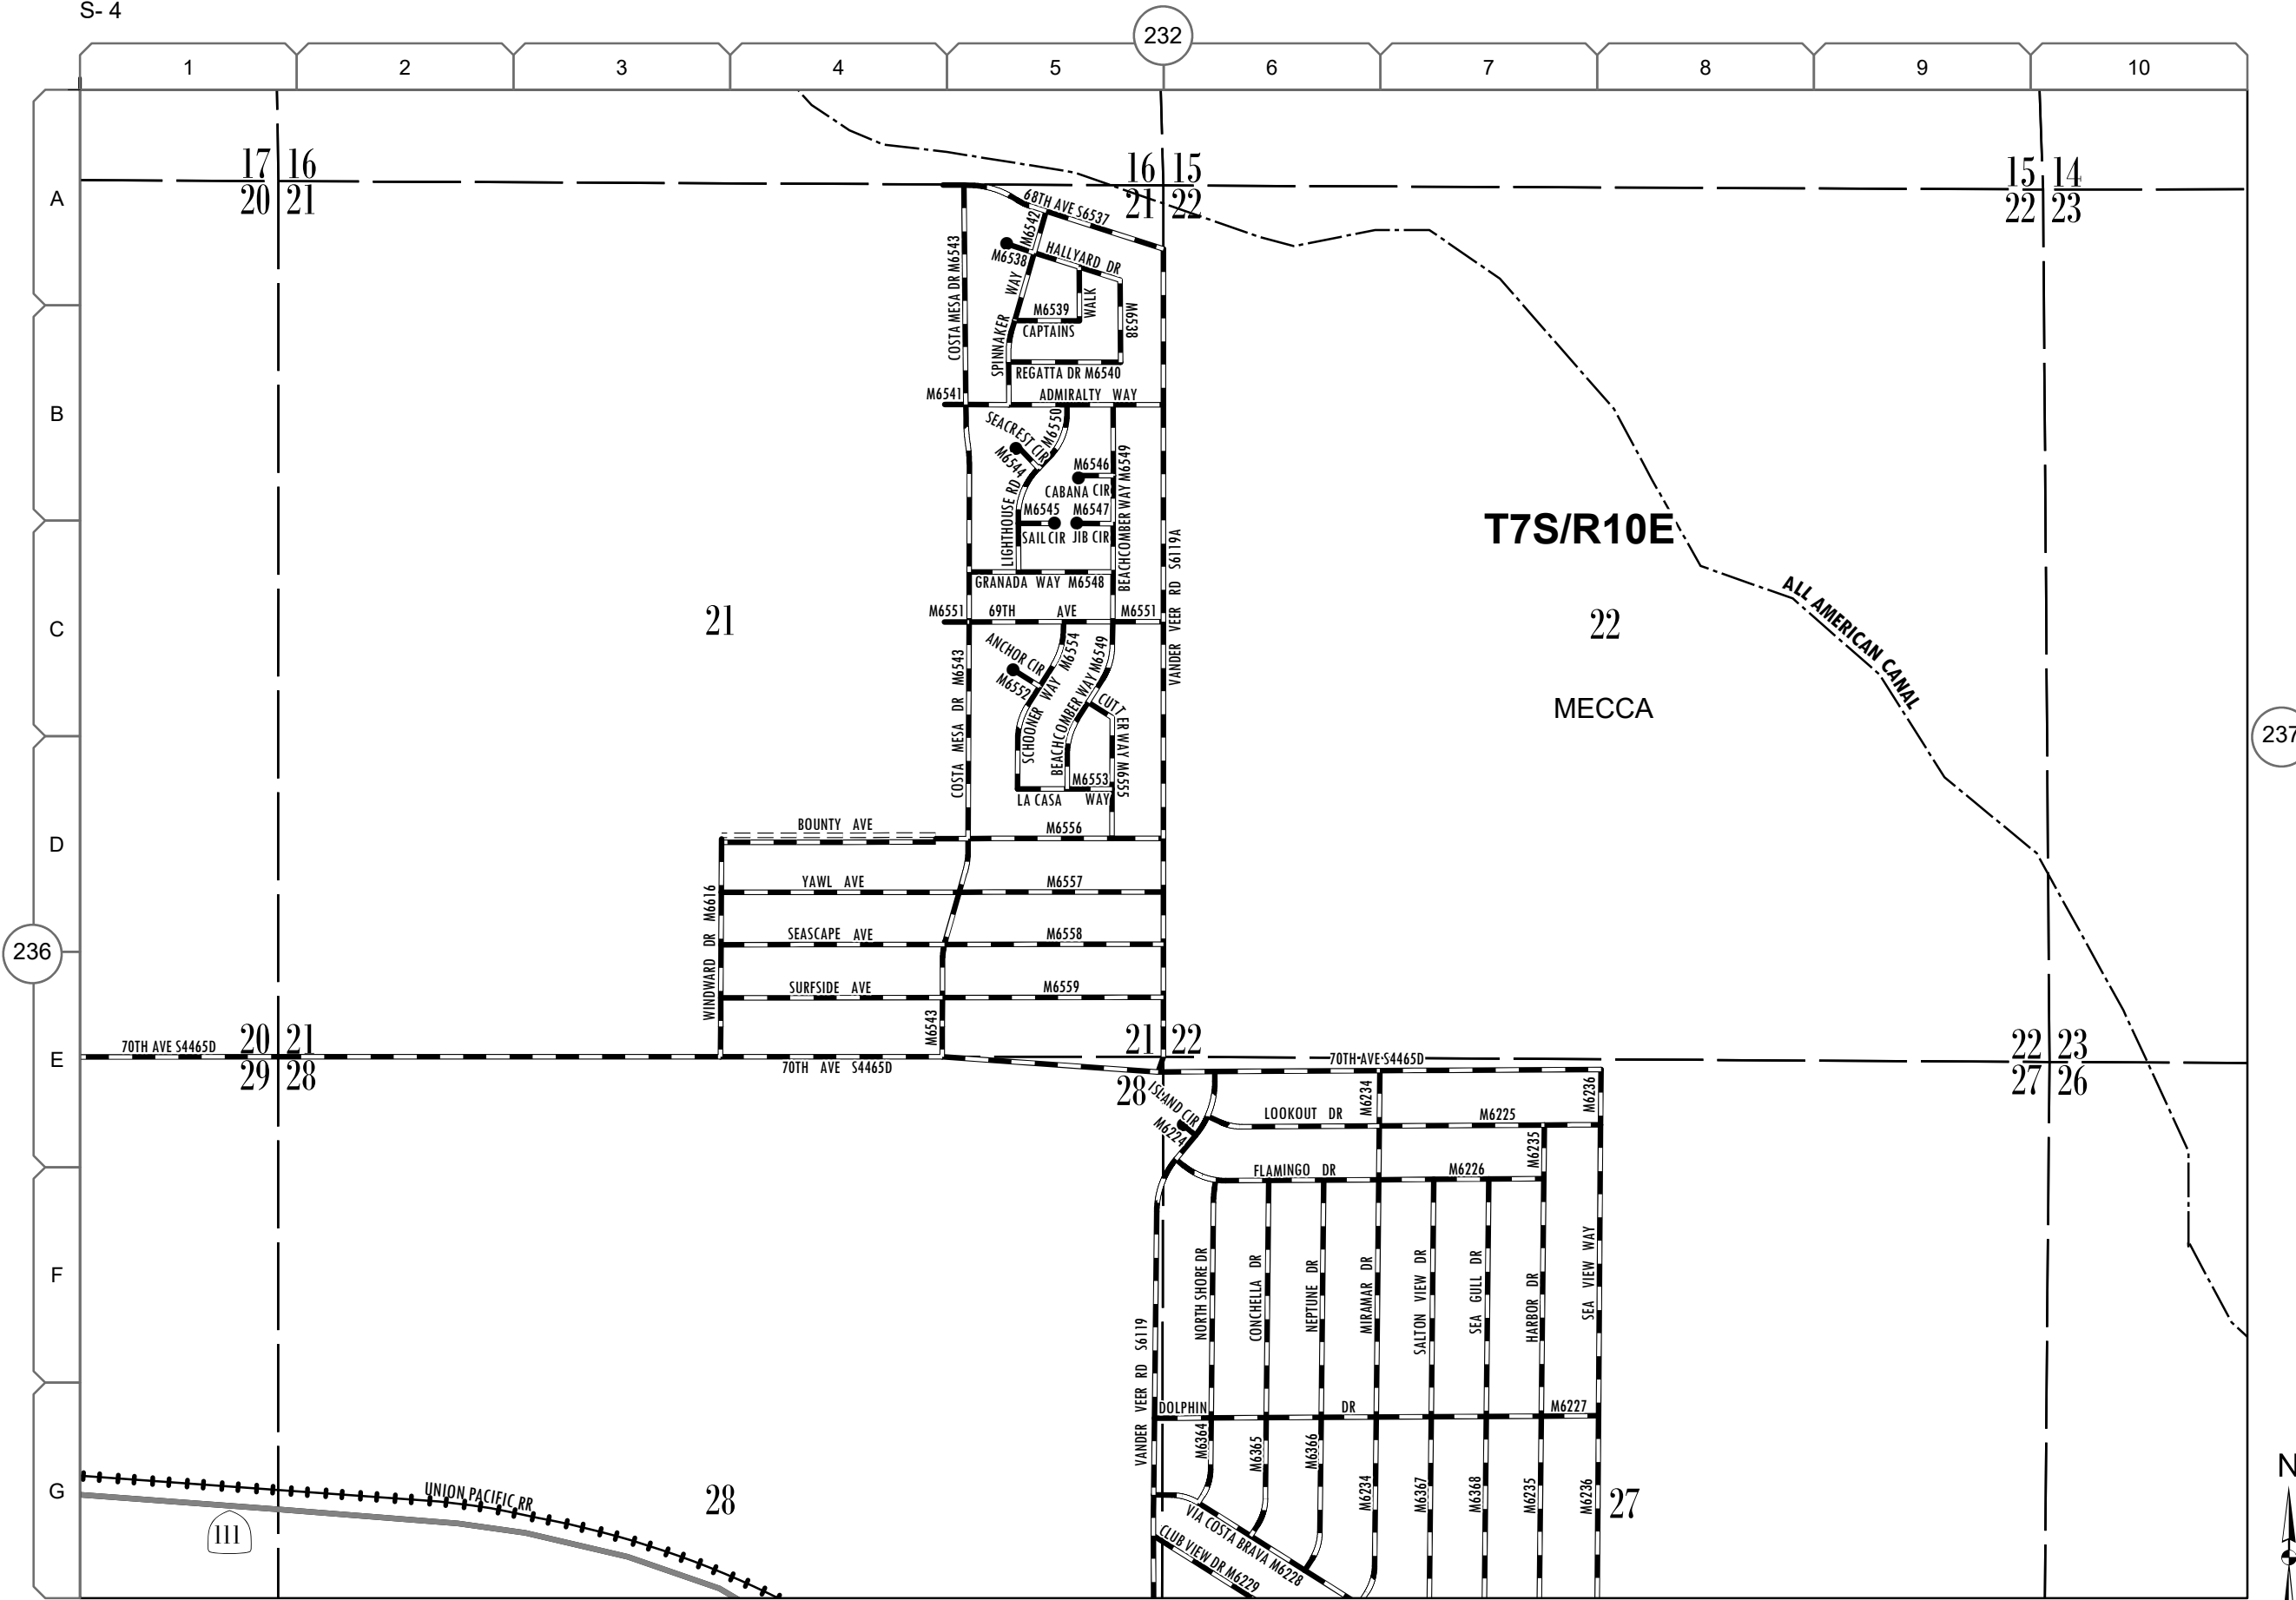 S- 4
232
1 2 3 4 5 6 7 8 9 10
A
B
C
D
E
F
G
236
237
17 16
20 21
16 15
21 22
15 14
22 23
68TH AVE S6537
M6542
M6538
HALLYARD DR
COSTA MESA DR M6543
SPINNAKER WAY
M6539
WALK
CAPTAINS
M6538
REGATTA DR M6540
M6541
ADMIRALTY WAY
SEACREST CIR
M6544
M6550
LIGHTHOUSE RD
M6546
CABANA CIR
BEACHCOMBER WAY M6549
M6545
M6547
SAIL CIR
JIB CIR
GRANADA WAY M6548
VANDER VEER RD S6119A
T7S/R10E
21
22
MECCA
ALL AMERICAN CANAL
M6551
69TH AVE
M6551
ANCHOR CIR
M6552
SCHOONER WAY M6554
BEACHCOMBER WAY M6549
CUTTER WAY M6555
COSTA MESA DR M6543
M6553
LA CASA WAY
BOUNTY AVE
M6556
YAWL AVE
M6557
SEASCAPE AVE
M6558
SURFSIDE AVE
M6559
WINDWARD DR M6616
M6543
20 21
29 28
70TH AVE S4465D
70TH AVE S4465D
21 22
28
70TH AVE S4465D
22 23
27 26
ISLAND CIR
M6224
LOOKOUT DR
M6225
M6234
M6235
M6236
FLAMINGO DR
M6226
VANDER VEER RD S6119
NORTH SHORE DR
CONCHELLA DR
NEPTUNE DR
MIRAMAR DR
SALTON VIEW DR
SEA GULL DR
HARBOR DR
SEA VIEW WAY
DOLPHIN DR
M6227
M6364
M6365
M6366
M6234
M6367
M6368
M6235
M6236
VIA COSTA BRAVA M6228
CLUB VIEW DR M6229
27
28
UNION PACIFIC RR
111
N